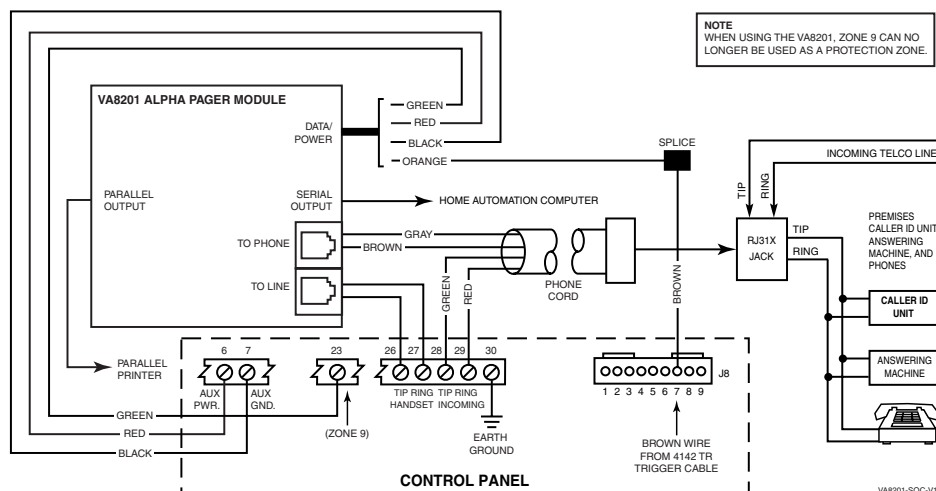 NOTE
WHEN USING THE VA8201, ZONE 9 CAN NO
LONGER BE USED AS A PROTECTION ZONE.
VA8201 ALPHA PAGER MODULE
DATA/
POWER
GREEN
RED
BLACK
ORANGE
SPLICE
INCOMING TELCO LINE
TIP
RING
PARALLEL
OUTPUT
SERIAL
OUTPUT
HOME AUTOMATION COMPUTER
TO PHONE
GRAY
BROWN
TO LINE
GREEN
RED
PHONE
CORD
BROWN
RJ31X
JACK
TIP
RING
PREMISES
CALLER ID UNIT
ANSWERING
MACHINE, AND
PHONES
CALLER ID
UNIT
ANSWERING
MACHINE
PARALLEL
PRINTER
6 7
AUX
PWR.
AUX
GND.
23
(ZONE 9)
26 27 28 29 30
TIP RING TIP RING
HANDSET INCOMING
EARTH
GROUND
J8
1 2 3 4 5 6 7 8 9
BROWN WIRE
FROM 4142 TR
TRIGGER CABLE
GREEN
RED
BLACK
CONTROL PANEL
VA8201-SOC-V1